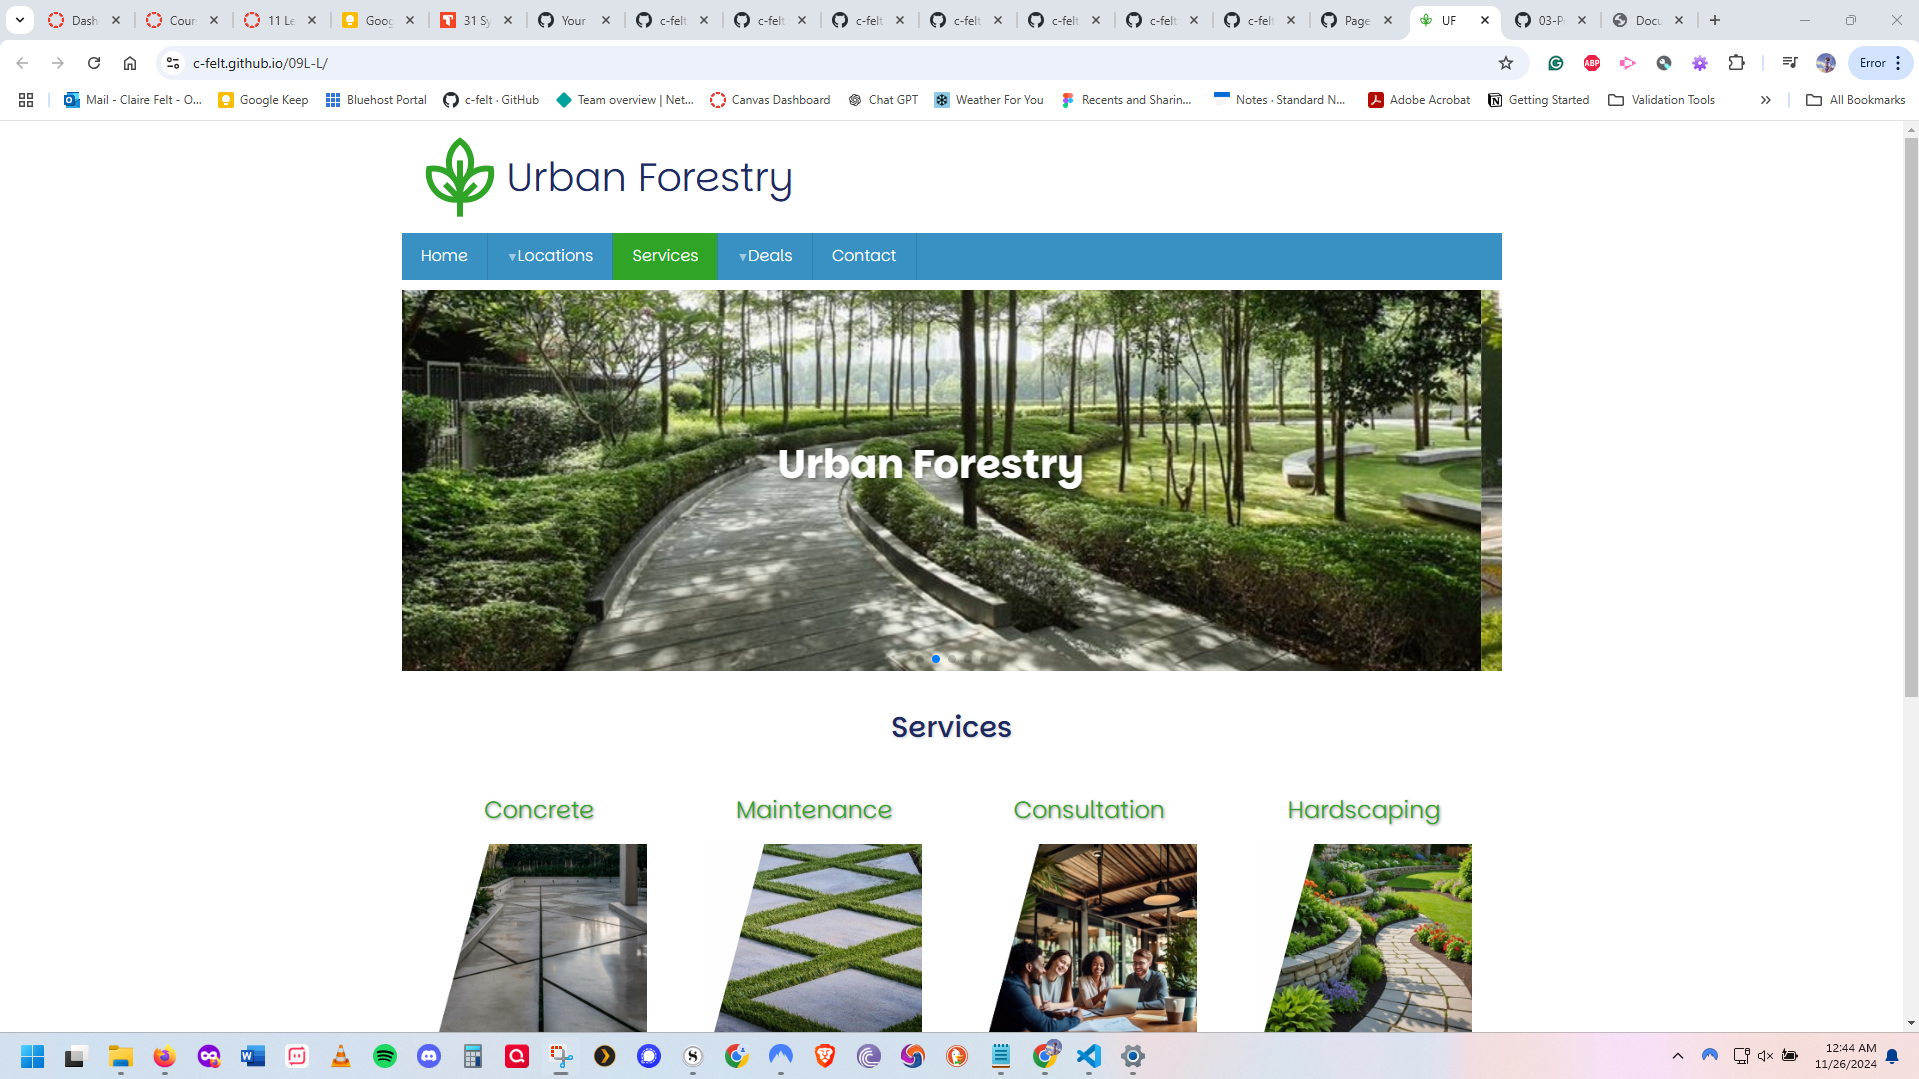 Dash
Cour
11 Le
Goog
31 Sy
Your
c-felt
c-felt
c-felt
c-felt
c-felt
c-felt
c-felt
Page
UF
03-P
Docu
c-felt.github.io/09L-L/
ABP
Error
Mail - Claire Felt - O...
Google Keep
Bluehost Portal
c-felt · GitHub
Team overview | Net...
Canvas Dashboard
Chat GPT
Weather For You
Recents and Sharin...
Notes · Standard N...
Adobe Acrobat
Getting Started
Validation Tools
All Bookmarks
Urban Forestry
Home
▼Locations
Services
▼Deals
Contact
Urban Forestry
Services
Concrete
Maintenance
Consultation
Hardscaping
12:44 AM
11/26/2024